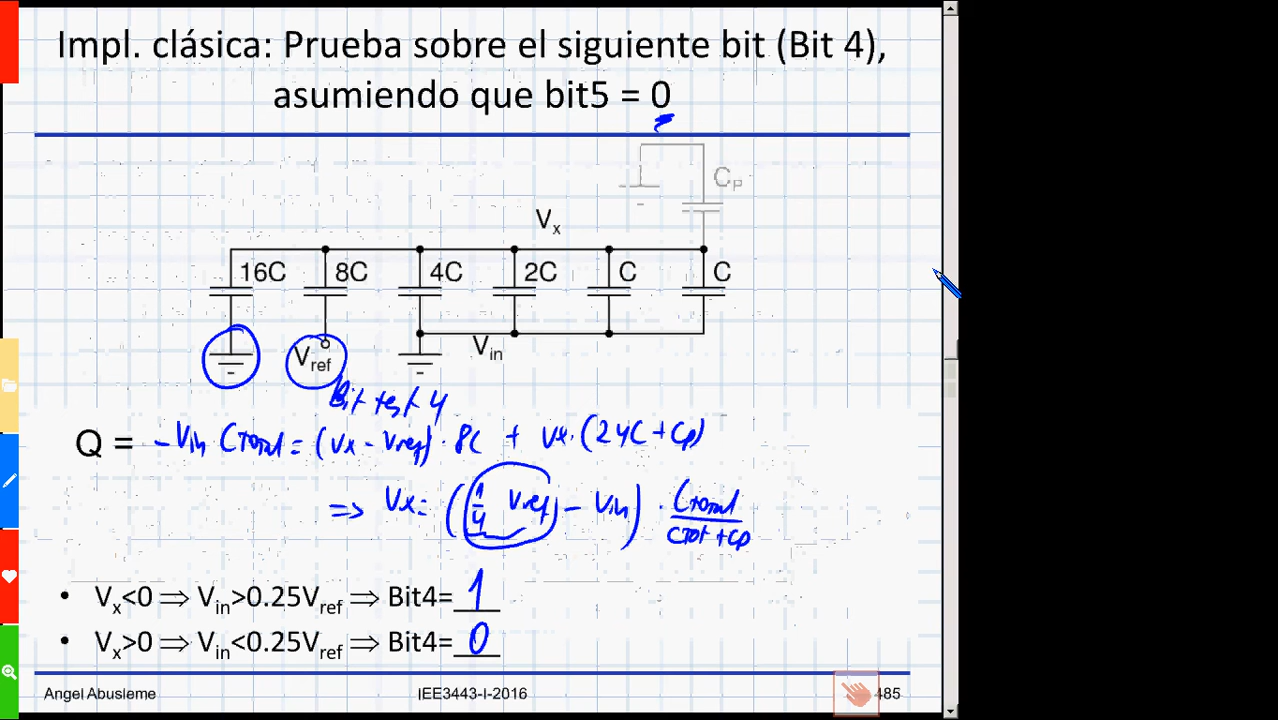 Impl. clásica: Prueba sobre el siguiente bit (Bit 4),
asumiendo que bit5 = 0
CP
Vx
16C 8C 4C 2C C C
Vref
Vin
Bit test 4
Q = -Vin CTotal = (Vx - Vref) · 8C + Vx · (24C + Cp)
=> Vx = (1/4 Vref - Vin) · CTotal/CTot + Cp
• Vx<0 ⇒ Vin>0.25Vref ⇒ Bit4=1
• Vx>0 ⇒ Vin<0.25Vref ⇒ Bit4=0
Angel Abusleme IEE3443-I-2016 485